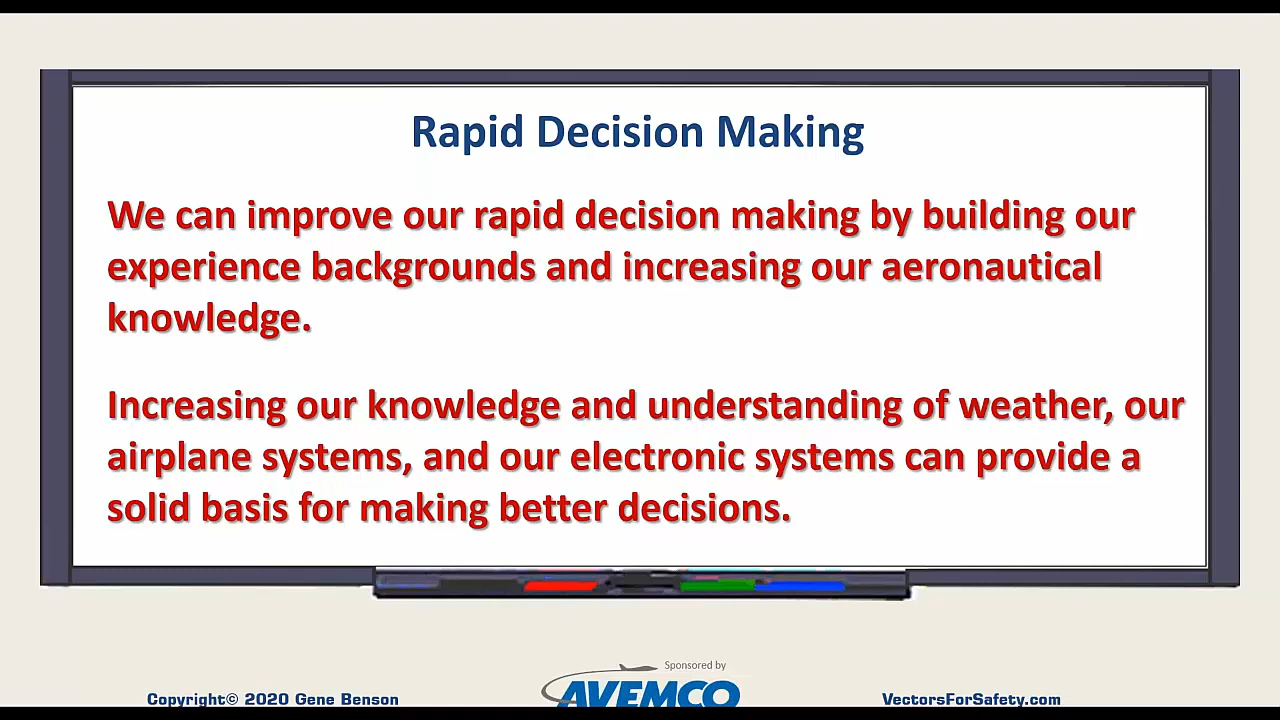 Rapid Decision Making
We can improve our rapid decision making by building our
experience backgrounds and increasing our aeronautical
knowledge.
Increasing our knowledge and understanding of weather, our
airplane systems, and our electronic systems can provide a
solid basis for making better decisions.
Sponsored by
AVEMCO
Copyright© 2020 Gene Benson
VectorsForSafety.com